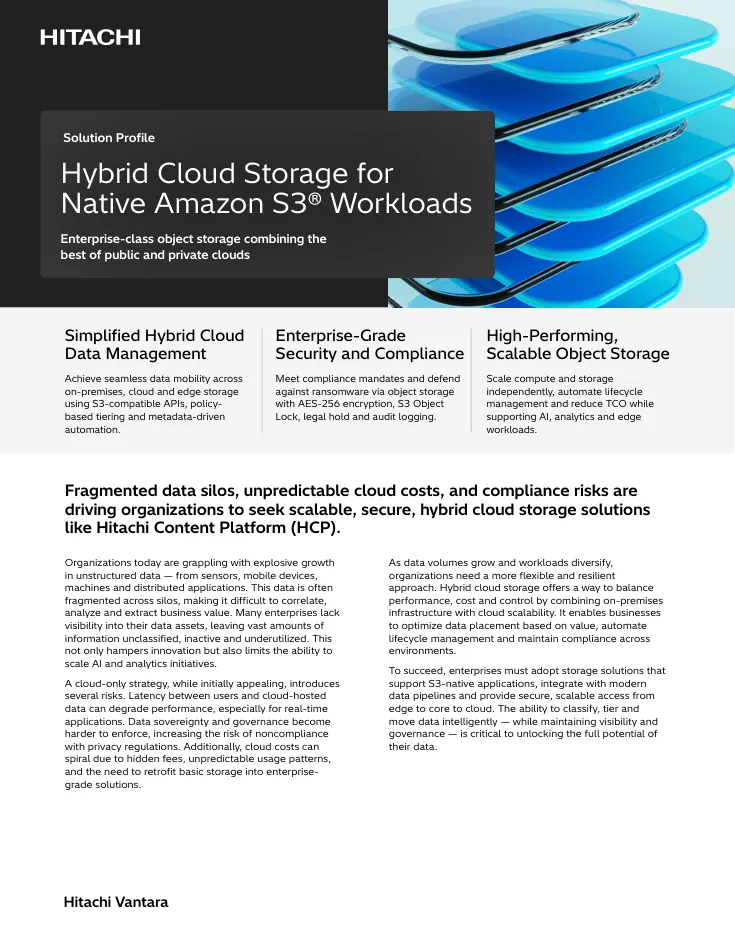 HITACHI
Solution Profile
Hybrid Cloud Storage for
Native Amazon S3® Workloads
Enterprise-class object storage combining the
best of public and private clouds
Simplified Hybrid Cloud
Data Management
Achieve seamless data mobility across
on-premises, cloud and edge storage
using S3-compatible APIs, policy-
based tiering and metadata-driven
automation.
Enterprise-Grade
Security and Compliance
Meet compliance mandates and defend
against ransomware via object storage
with AES-256 encryption, S3 Object
Lock, legal hold and audit logging.
High-Performing,
Scalable Object Storage
Scale compute and storage
independently, automate lifecycle
management and reduce TCO while
supporting AI, analytics and edge
workloads.
Fragmented data silos, unpredictable cloud costs, and compliance risks are
driving organizations to seek scalable, secure, hybrid cloud storage solutions
like Hitachi Content Platform (HCP).
Organizations today are grappling with explosive growth
in unstructured data — from sensors, mobile devices,
machines and distributed applications. This data is often
fragmented across silos, making it difficult to correlate,
analyze and extract business value. Many enterprises lack
visibility into their data assets, leaving vast amounts of
information unclassified, inactive and underutilized. This
not only hampers innovation but also limits the ability to
scale AI and analytics initiatives.
A cloud-only strategy, while initially appealing, introduces
several risks. Latency between users and cloud-hosted
data can degrade performance, especially for real-time
applications. Data sovereignty and governance become
harder to enforce, increasing the risk of noncompliance
with privacy regulations. Additionally, cloud costs can
spiral due to hidden fees, unpredictable usage patterns,
and the need to retrofit basic storage into enterprise-
grade solutions.
As data volumes grow and workloads diversify,
organizations need a more flexible and resilient
approach. Hybrid cloud storage offers a way to balance
performance, cost and control by combining on-premises
infrastructure with cloud scalability. It enables businesses
to optimize data placement based on value, automate
lifecycle management and maintain compliance across
environments.
To succeed, enterprises must adopt storage solutions that
support S3-native applications, integrate with modern
data pipelines and provide secure, scalable access from
edge to core to cloud. The ability to classify, tier and
move data intelligently — while maintaining visibility and
governance — is critical to unlocking the full potential of
their data.
Hitachi Vantara